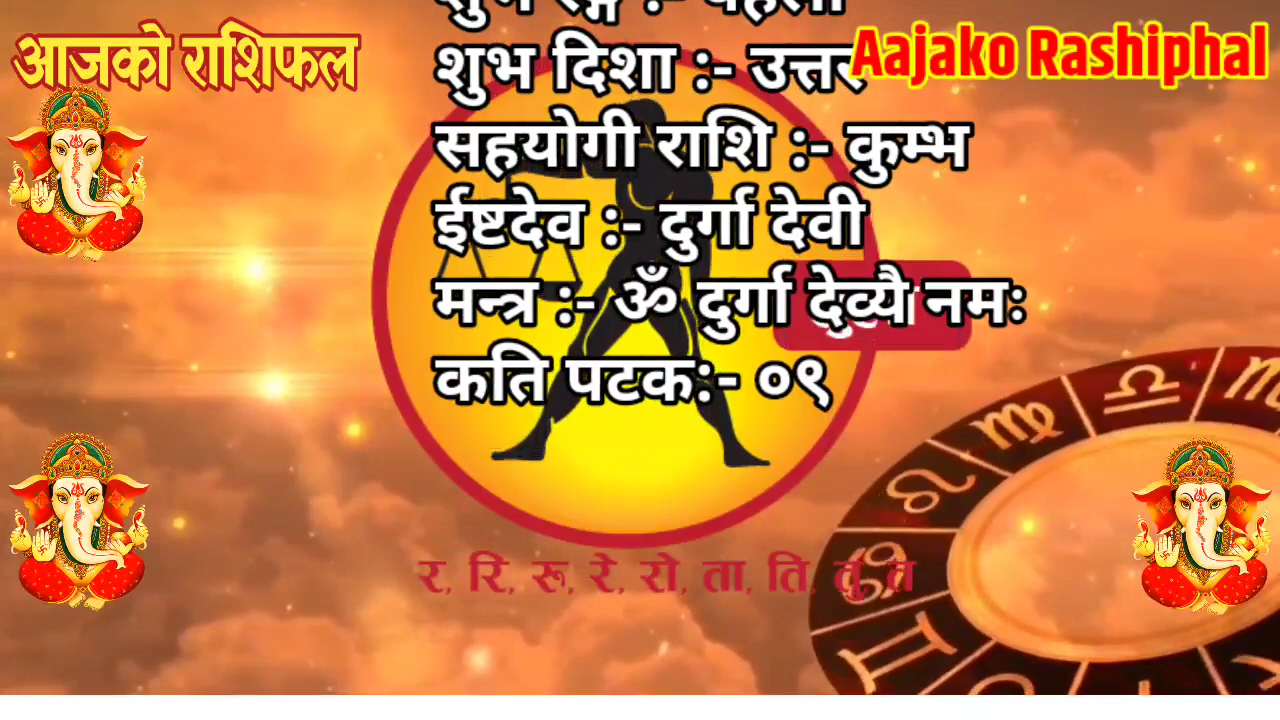 आजको राशिफल
Aajako Rashiphal
शुभ दिशा :- उत्तर
सहयोगी राशि :- कुम्भ
ईष्टदेव :- दुर्गा देवी
मन्त्र :- ॐ दुर्गा देव्यै नमः
कति पटक:- ०९
र, रि, रू, रे, रो, ता, ति, तु, त